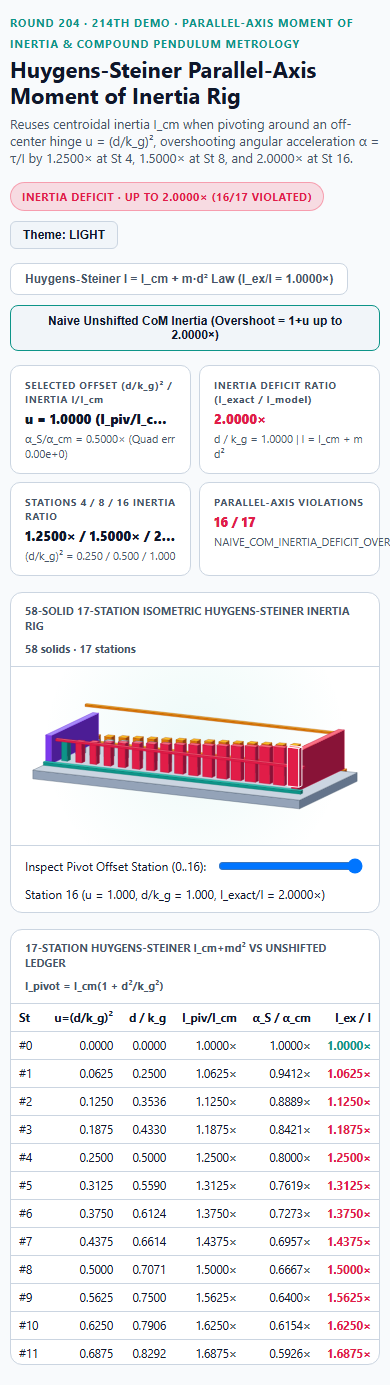 ROUND 204 · 214TH DEMO · PARALLEL-AXIS MOMENT OF
INERTIA & COMPOUND PENDULUM METROLOGY
Huygens-Steiner Parallel-Axis
Moment of Inertia Rig
Reuses centroidal inertia I_cm when pivoting around an off-
center hinge u = (d/k_g)², overshooting angular acceleration α =
τ/I by 1.2500× at St 4, 1.5000× at St 8, and 2.0000× at St 16.
INERTIA DEFICIT · UP TO 2.0000× (16/17 VIOLATED)
Theme: LIGHT
Huygens-Steiner I = I_cm + m·d² Law (I_ex/I = 1.0000×)
Naive Unshifted CoM Inertia (Overshoot = 1+u up to
2.0000×)
SELECTED OFFSET (d/k_g)² /
INERTIA I/I_cm
u = 1.0000 (I_piv/I_c...
α_S/α_cm = 0.5000× (Quad err
0.00e+0)
INERTIA DEFICIT RATIO
(I_exact / I_model)
2.0000×
d / k_g = 1.0000 | I = I_cm + m
d²
STATIONS 4 / 8 / 16 INERTIA
RATIO
1.2500× / 1.5000× / 2...
(d/k_g)² = 0.250 / 0.500 / 1.000
PARALLEL-AXIS VIOLATIONS
16 / 17
NAIVE_COM_INERTIA_DEFICIT_OVER
58-SOLID 17-STATION ISOMETRIC HUYGENS-STEINER INERTIA
RIG
58 solids · 17 stations
Inspect Pivot Offset Station (0..16):
Station 16 (u = 1.000, d/k_g = 1.000, I_exact/I = 2.0000×)
17-STATION HUYGENS-STEINER I_cm+md² VS UNSHIFTED
LEDGER
I_pivot = I_cm(1 + d²/k_g²)
St u=(d/k_g)² d / k_g I_piv/I_cm α_S / α_cm I_ex / I
#0 0.0000 0.0000 1.0000× 1.0000× 1.0000×
#1 0.0625 0.2500 1.0625× 0.9412× 1.0625×
#2 0.1250 0.3536 1.1250× 0.8889× 1.1250×
#3 0.1875 0.4330 1.1875× 0.8421× 1.1875×
#4 0.2500 0.5000 1.2500× 0.8000× 1.2500×
#5 0.3125 0.5590 1.3125× 0.7619× 1.3125×
#6 0.3750 0.6124 1.3750× 0.7273× 1.3750×
#7 0.4375 0.6614 1.4375× 0.6957× 1.4375×
#8 0.5000 0.7071 1.5000× 0.6667× 1.5000×
#9 0.5625 0.7500 1.5625× 0.6400× 1.5625×
#10 0.6250 0.7906 1.6250× 0.6154× 1.6250×
#11 0.6875 0.8292 1.6875× 0.5926× 1.6875×